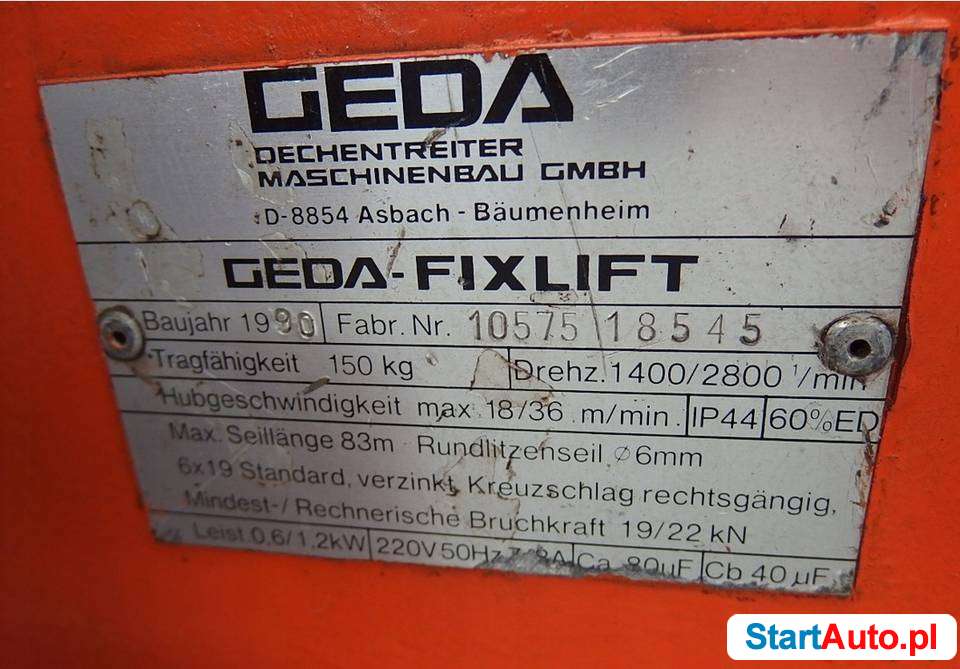 GEDA
DECHENTREITER
MASCHINENBAU GMBH
D-8854 Asbach - Bäumenheim
GEDA-FIXLIFT
Baujahr 1990 Fabr. Nr. 10575 18545
Tragfähigkeit 150 kg Drehz. 1400/2800 1/min
Hubgeschwindigkeit max. 18/36 m/min. IP44 60% ED
Max. Seillänge 83m Rundlitzenseil ø 6mm
6x19 Standard, verzinkt, Kreuzschlag rechtsgängig,
Mindest-/ Rechnerische Bruchkraft 19/22 kN
Leist 0,6/1,2kW 220V 50Hz 8A Ca 80µF Cb 40 µF
StartAuto.pl